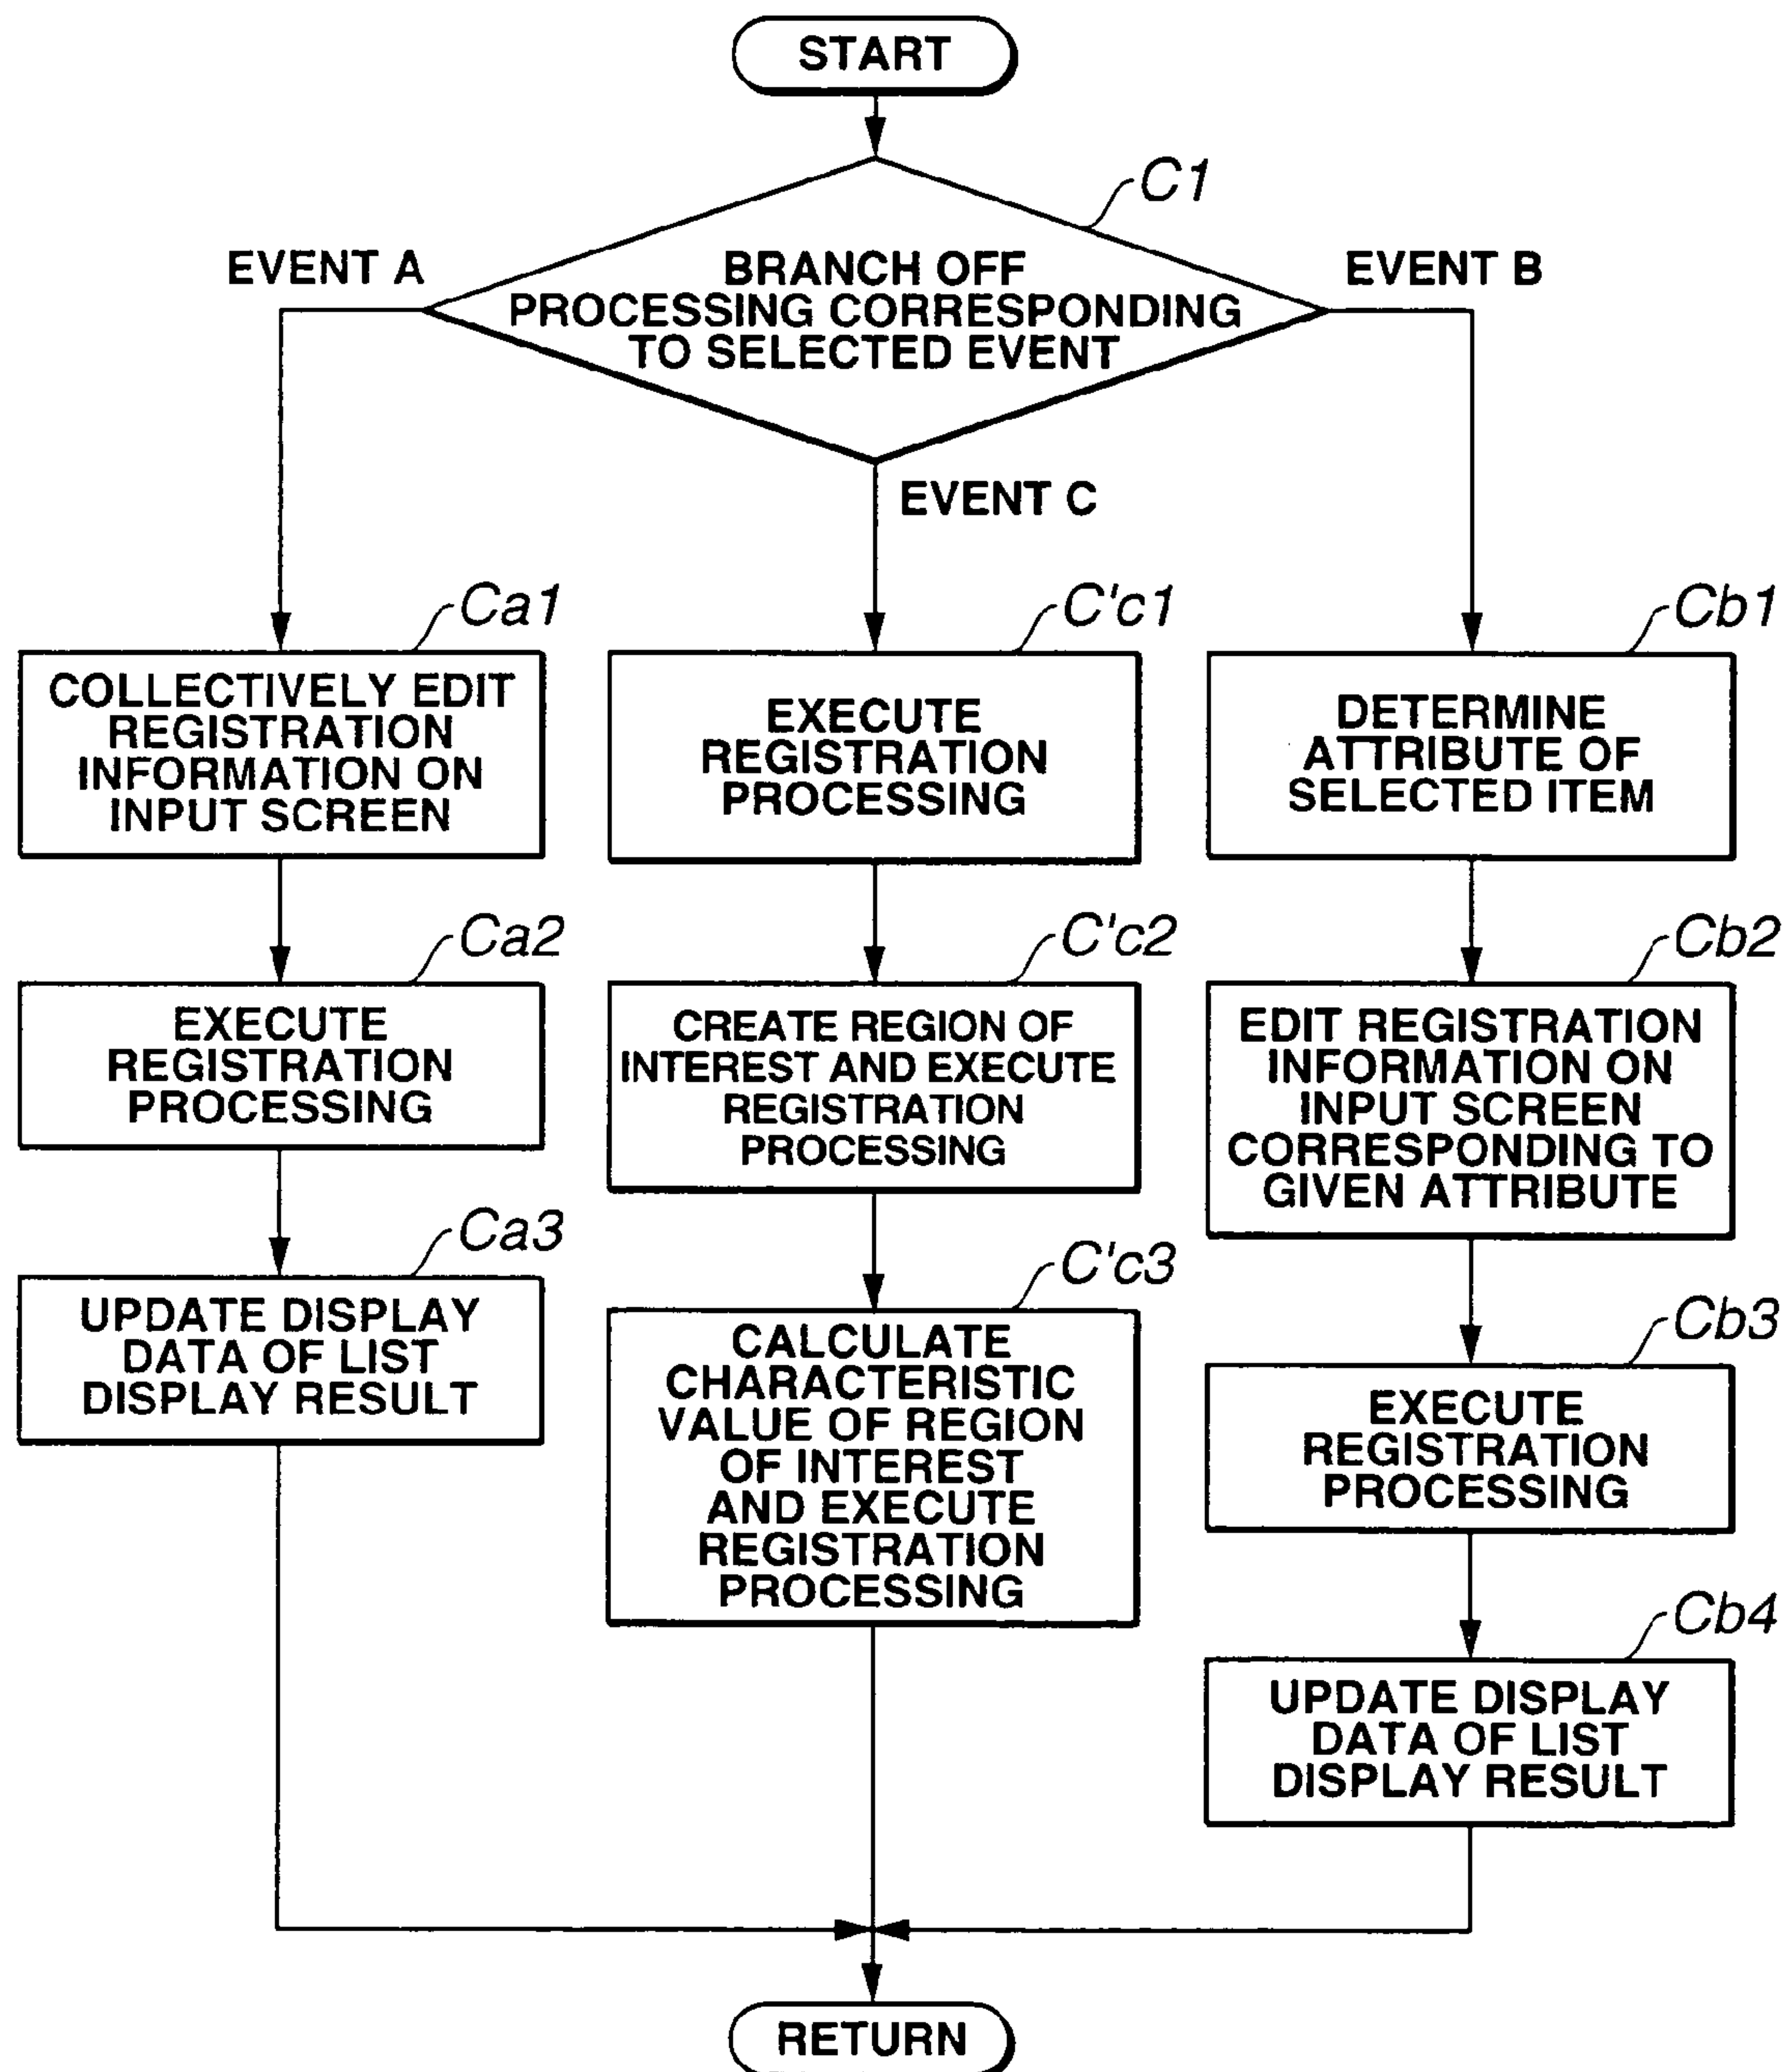 START
C1
EVENT A
BRANCH OFF
PROCESSING CORRESPONDING
TO SELECTED EVENT
EVENT B
EVENT C
Ca1
COLLECTIVELY EDIT
REGISTRATION
INFORMATION ON
INPUT SCREEN
Ca2
EXECUTE
REGISTRATION
PROCESSING
Ca3
UPDATE DISPLAY
DATA OF LIST
DISPLAY RESULT
C'c1
EXECUTE
REGISTRATION
PROCESSING
C'c2
CREATE REGION OF
INTEREST AND EXECUTE
REGISTRATION
PROCESSING
C'c3
CALCULATE
CHARACTERISTIC
VALUE OF REGION
OF INTEREST
AND EXECUTE
REGISTRATION
PROCESSING
Cb1
DETERMINE
ATTRIBUTE OF
SELECTED ITEM
Cb2
EDIT REGISTRATION
INFORMATION ON
INPUT SCREEN
CORRESPONDING TO
GIVEN ATTRIBUTE
Cb3
EXECUTE
REGISTRATION
PROCESSING
Cb4
UPDATE DISPLAY
DATA OF LIST
DISPLAY RESULT
RETURN